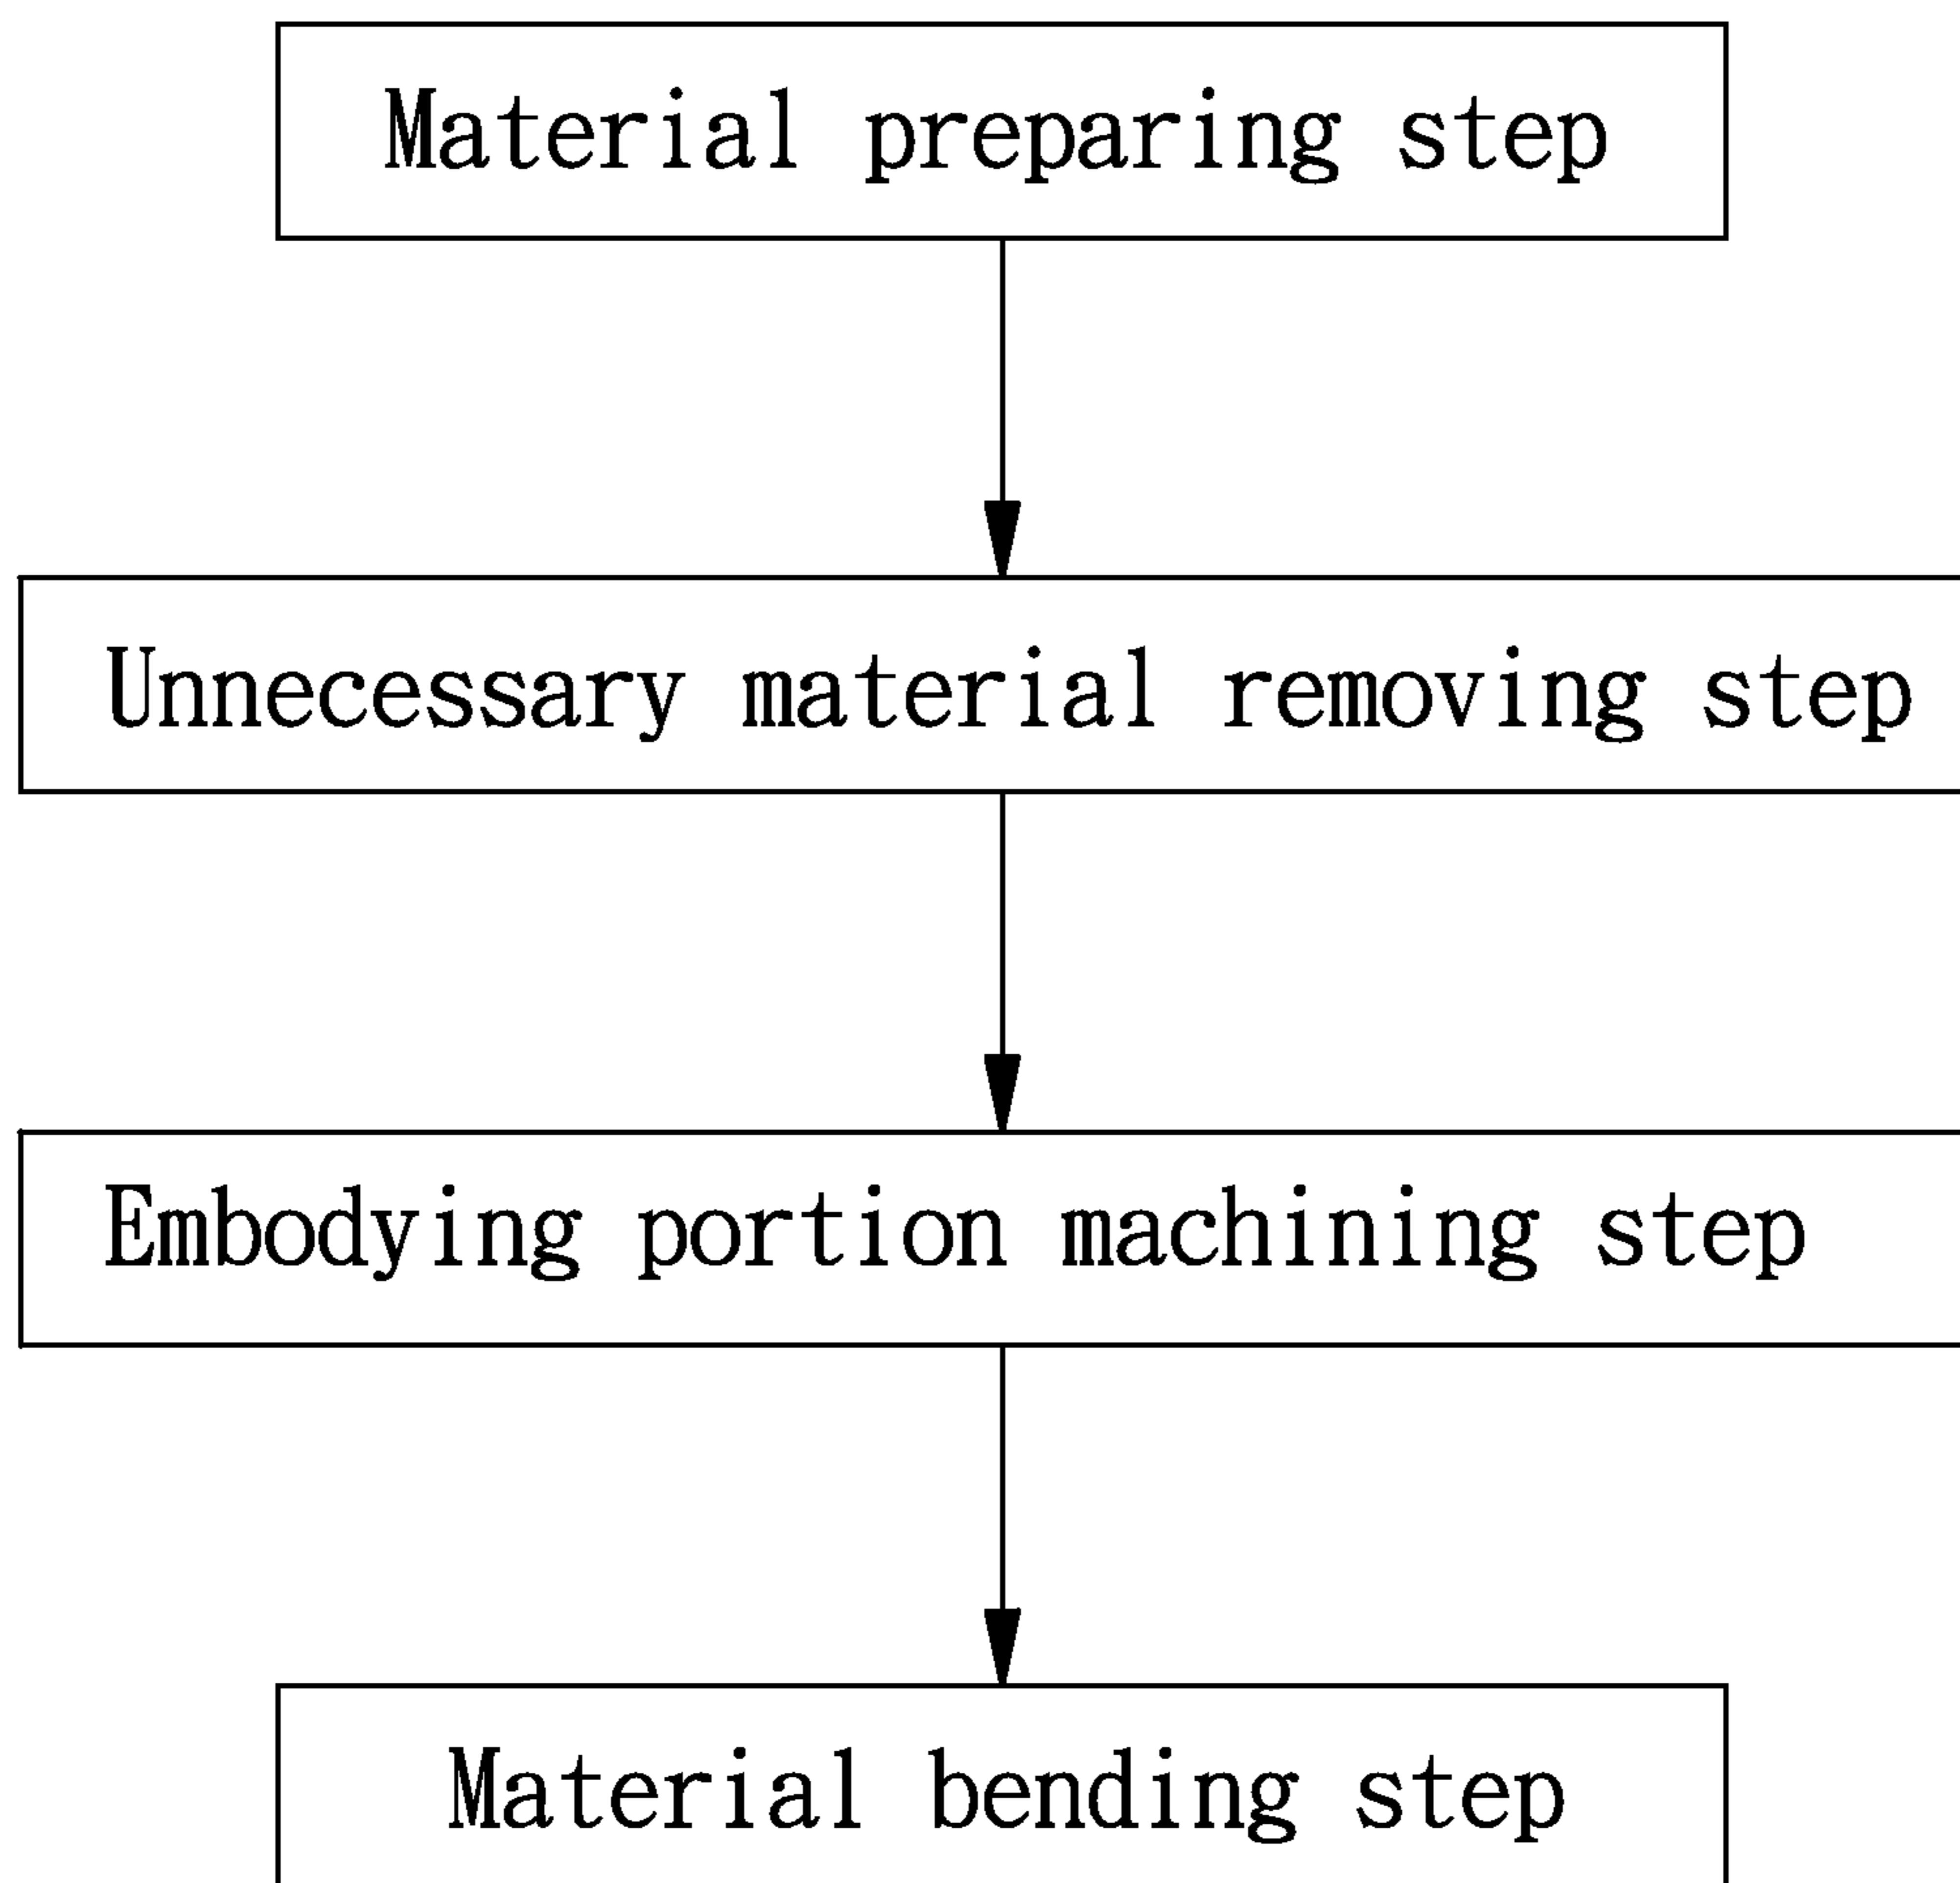 Material preparing step
Unnecessary material removing step
Embodying portion machining step
Material bending step